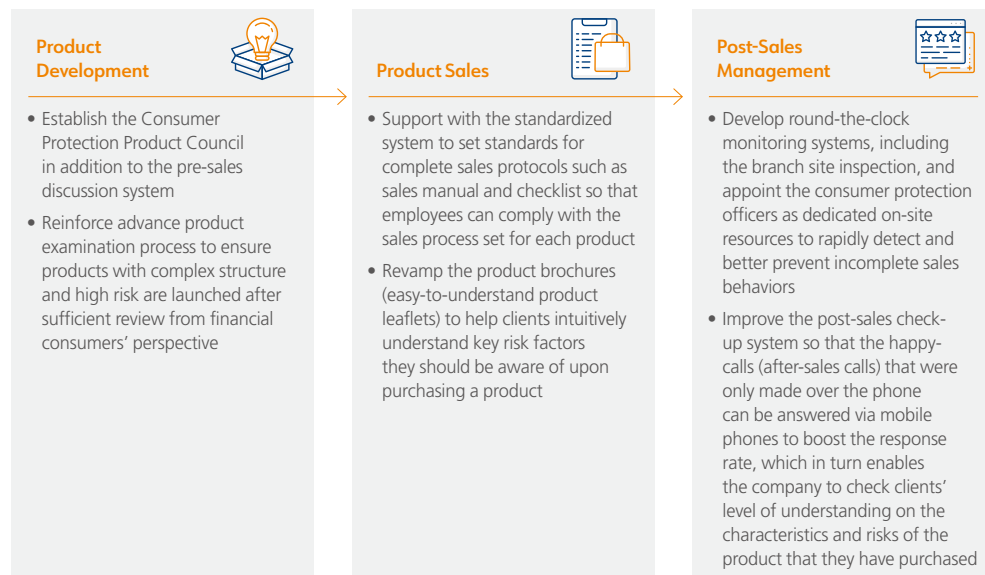 Product
Development
• Establish the Consumer
Protection Product Council
in addition to the pre-sales
discussion system
• Reinforce advance product
examination process to ensure
products with complex structure
and high risk are launched after
sufficient review from financial
consumers’ perspective
Product Sales
• Support with the standardized
system to set standards for
complete sales protocols such as
sales manual and checklist so that
employees can comply with the
sales process set for each product
• Revamp the product brochures
(easy-to-understand product
leaflets) to help clients intuitively
understand key risk factors
they should be aware of upon
purchasing a product
Post-Sales
Management
• Develop round-the-clock
monitoring systems, including
the branch site inspection, and
appoint the consumer protection
officers as dedicated on-site
resources to rapidly detect and
better prevent incomplete sales
behaviors
• Improve the post-sales check-
up system so that the happy-
calls (after-sales calls) that were
only made over the phone
can be answered via mobile
phones to boost the response
rate, which in turn enables
the company to check clients’
level of understanding on the
characteristics and risks of the
product that they have purchased